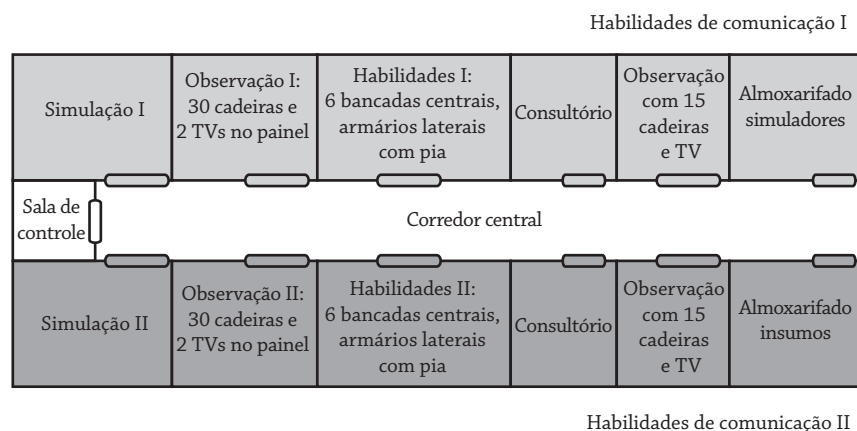 Habilidades de comunicação I
Simulação I
Observação I:
30 cadeiras e
2 TVs no painel
Habilidades I:
6 bancadas centrais,
armários laterais
com pia
Consultório
Observação
com 15
cadeiras
e TV
Almoxarifado
simuladores
Sala de
controle
Corredor central
Simulação II
Observação II:
30 cadeiras e
2 TVs no painel
Habilidades II:
6 bancadas centrais,
armários laterais
com pia
Consultório
Observação
com 15
cadeiras
e TV
Almoxarifado
insumos
Habilidades de comunicação II